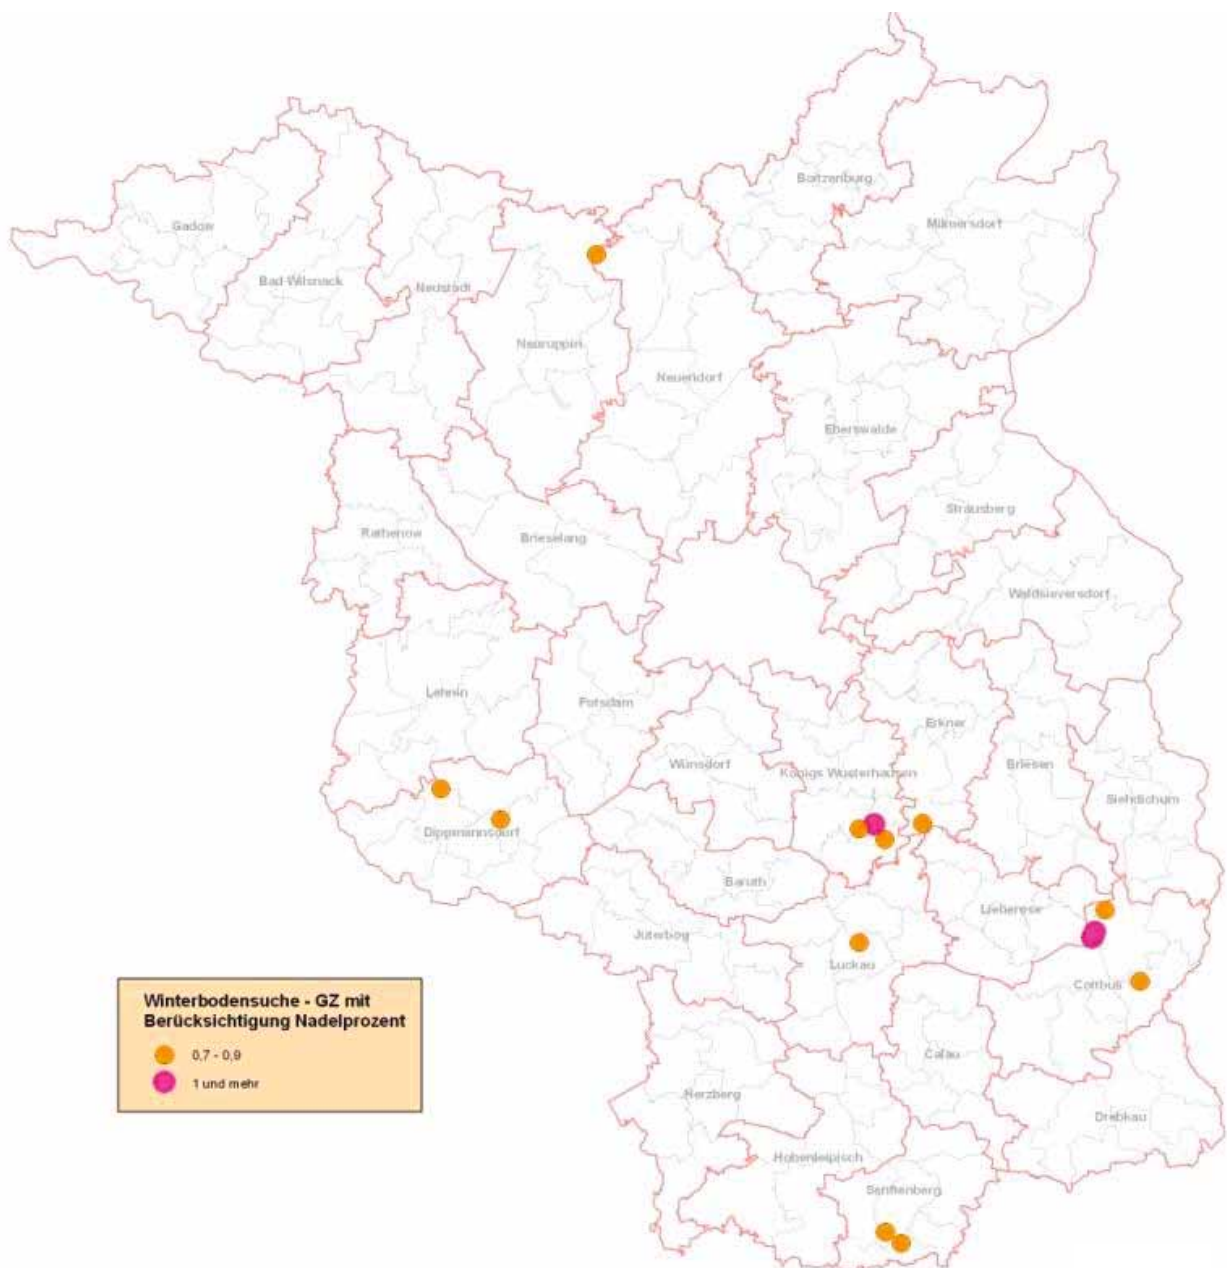 Boitzenburg
Milmersdorf
Gadow
Bad-Wilsnack
Neustadt
Neuruppin
Neuendorf
Eberswalde
Strausberg
Rathenow
Brieselang
Waldsieversdorf
Lehnin
Potsdam
Erkner
Wünsdorf
Königs Wusterhausen
Briesen
Siehdichum
Dippmannsdorf
Baruth
Lieberose
Jüterbog
Luckau
Cottbus
Winterbodensuche - GZ mit
Berücksichtigung Nadelprozent
0,7 - 0,9
1 und mehr
Calau
Herzberg
Drebkau
Hohenleipisch
Senftenberg